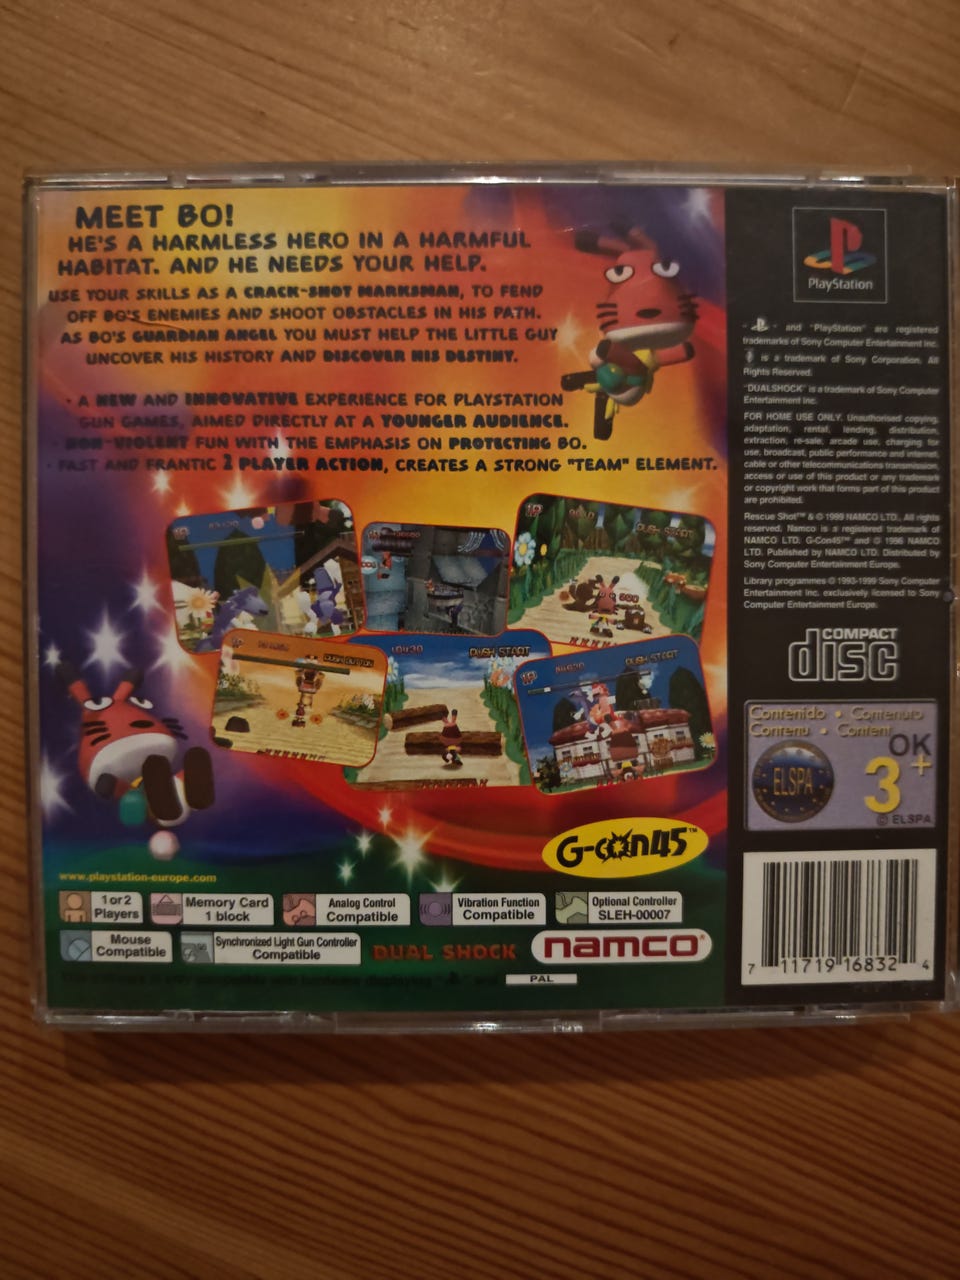 MEET BO!
HE'S A HARMLESS HERO IN A HARMFUL
HABITAT. AND HE NEEDS YOUR HELP.
USE YOUR SKILLS AS A CRACK-SHOT MARKSMAN, TO FEND
OFF BO'S ENEMIES AND SHOOT OBSTACLES IN HIS PATH.
AS BO'S GUARDIAN ANGEL YOU MUST HELP THE LITTLE GUY
UNCOVER HIS HISTORY AND DISCOVER HIS DESTINY.
· A NEW AND INNOVATIVE EXPERIENCE FOR PLAYSTATION
GUN GAMES, AIMED DIRECTLY AT A YOUNGER AUDIENCE.
· NON-VIOLENT FUN WITH THE EMPHASIS ON PROTECTING BO.
· FAST AND FRANTIC 2 PLAYER ACTION, CREATES A STRONG "TEAM" ELEMENT.
1P
PUSH START
1P
PUSH BUTTON
10430
PUSH START
1P
PUSH START
G-con45™
www.playstation-europe.com
1 or 2
Players
Memory Card
1 block
Analog Control
Compatible
Vibration Function
Compatible
Optional Controller
SLEH-00007
Mouse
Compatible
Synchronized Light Gun Controller
Compatible
DUAL SHOCK
namco®
PAL
PlayStation
" " and "PlayStation" are registered
trademarks of Sony Computer Entertainment Inc.
is a trademark of Sony Corporation. All
Rights Reserved.
"DUALSHOCK" is a trademark of Sony Computer
Entertainment Inc.
FOR HOME USE ONLY. Unauthorised copying,
adaptation, rental, lending, distribution,
extraction, re-sale, arcade use, charging for
use, broadcast, public performance and internet,
cable or other telecommunications transmission,
access or use of this product or any trademark
or copyright work that forms part of this product
are prohibited.
Rescue Shot™ & © 1999 NAMCO LTD., All rights
reserved. Namco is a registered trademark of
NAMCO LTD. G-Con45™ and © 1996 NAMCO
LTD. Published by NAMCO LTD. Distributed by
Sony Computer Entertainment Europe.
Library programmes © 1993-1999 Sony Computer
Entertainment Inc. exclusively licensed to Sony
Computer Entertainment Europe.
COMPACT
disc
Contenido • Contenuto
Contenu • Content
OK
3+
ELSPA
© ELSPA
7 11719 16832 4